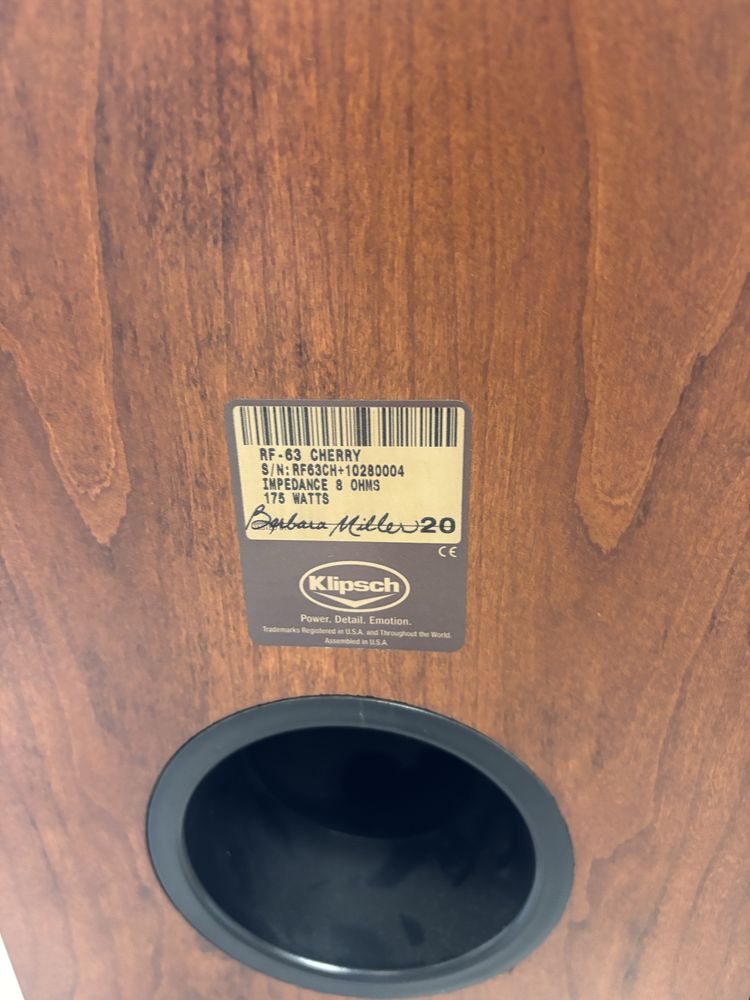 RF-63 CHERRY
S/N:RF63CH+10280004
IMPEDANCE 8 OHMS
175 WATTS
Barbara Miller 20
CE
Klipsch
Power. Detail. Emotion.
Trademarks Registered in U.S.A. and Throughout the World.
Assembled in U.S.A.